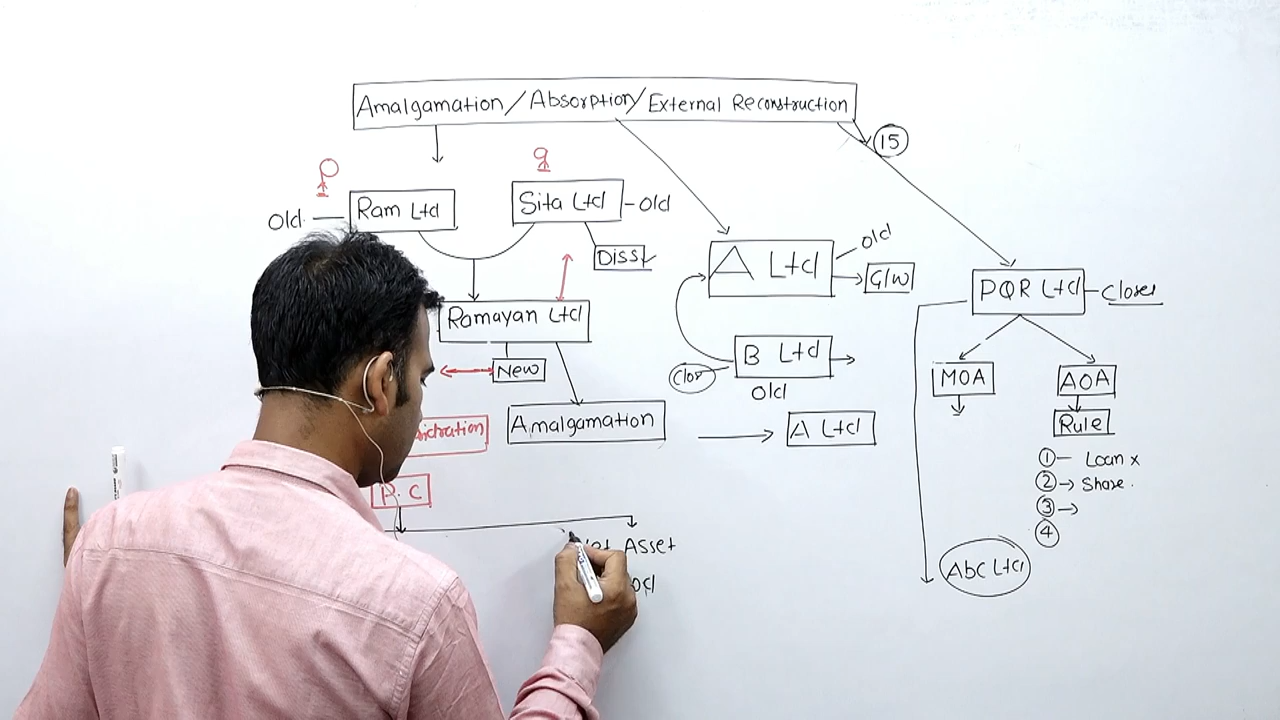 Amalgamation / Absorption / External Reconstruction
15
Old
Ram Ltd
Sita Ltd
Old
Diss
Ramayan Ltd
New
Amalgamation
P.C
Asset
A Ltd
Old
G/W
B Ltd
Old
Clos
A Ltd
PQR Ltd
Closes
MOA
AOA
Rule
1 Loan x
2 → Share.
3 →
4
Abc Ltd